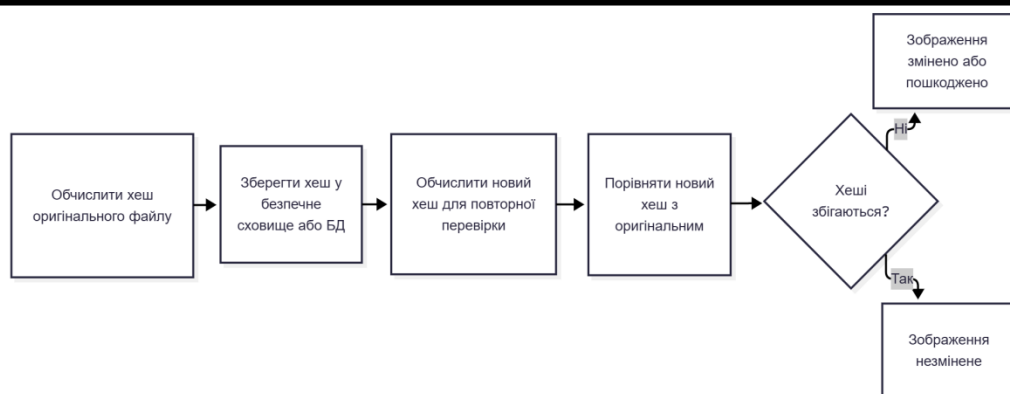 Обчислити хеш
оригінального файлу
Зберегти хеш у
безпечне
сховище або БД
Обчислити новий
хеш для повторної
перевірки
Порівняти новий
хеш з
оригінальним
Хеші
збігаються?
Ні
Зображення
змінено або
пошкоджено
Так
Зображення
незмінене